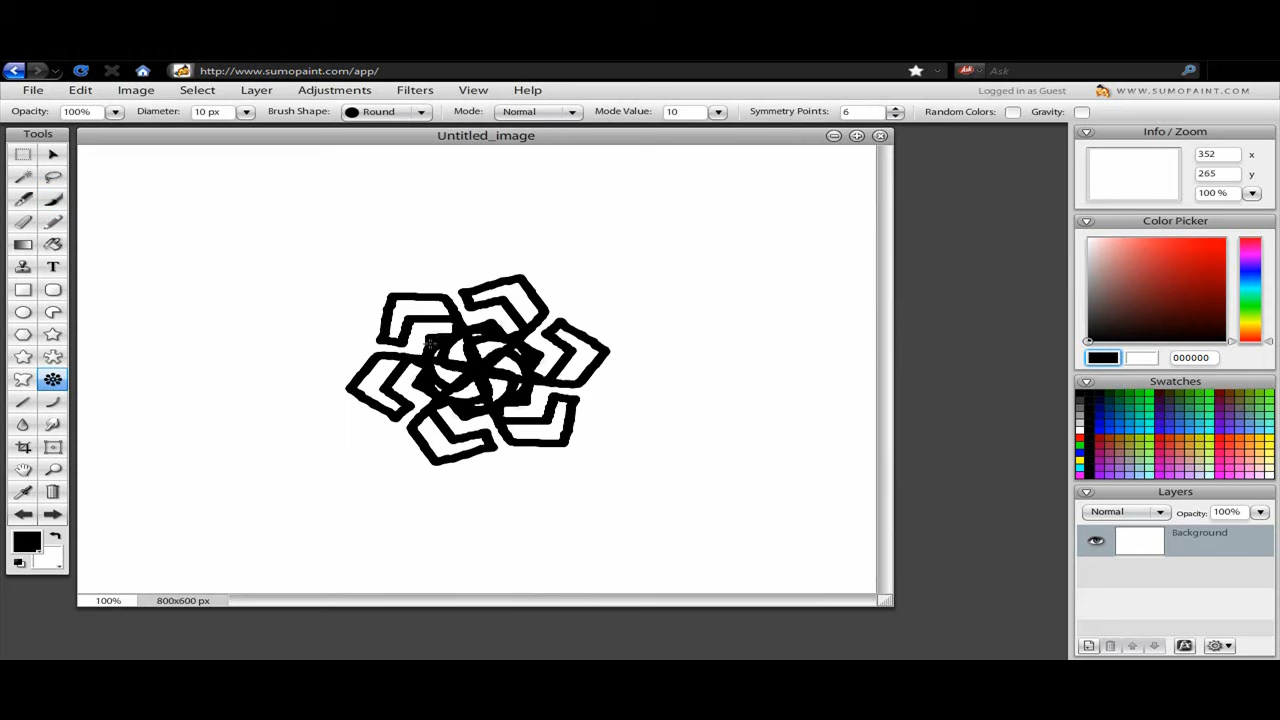 http://www.sumopaint.com/app/
Ask
File Edit Image Select Layer Adjustments Filters View Help
Logged in as Guest
WWW.SUMOPAINT.COM
Opacity: 100% Diameter: 10 px Brush Shape: Round Mode: Normal Mode Value: 10 Symmetry Points: 6 Random Colors: Gravity:
Tools
Untitled_image
Info / Zoom
352 x
265 y
100 %
Color Picker
000000
Swatches
Layers
Normal Opacity: 100%
Background
100% 800x600 px